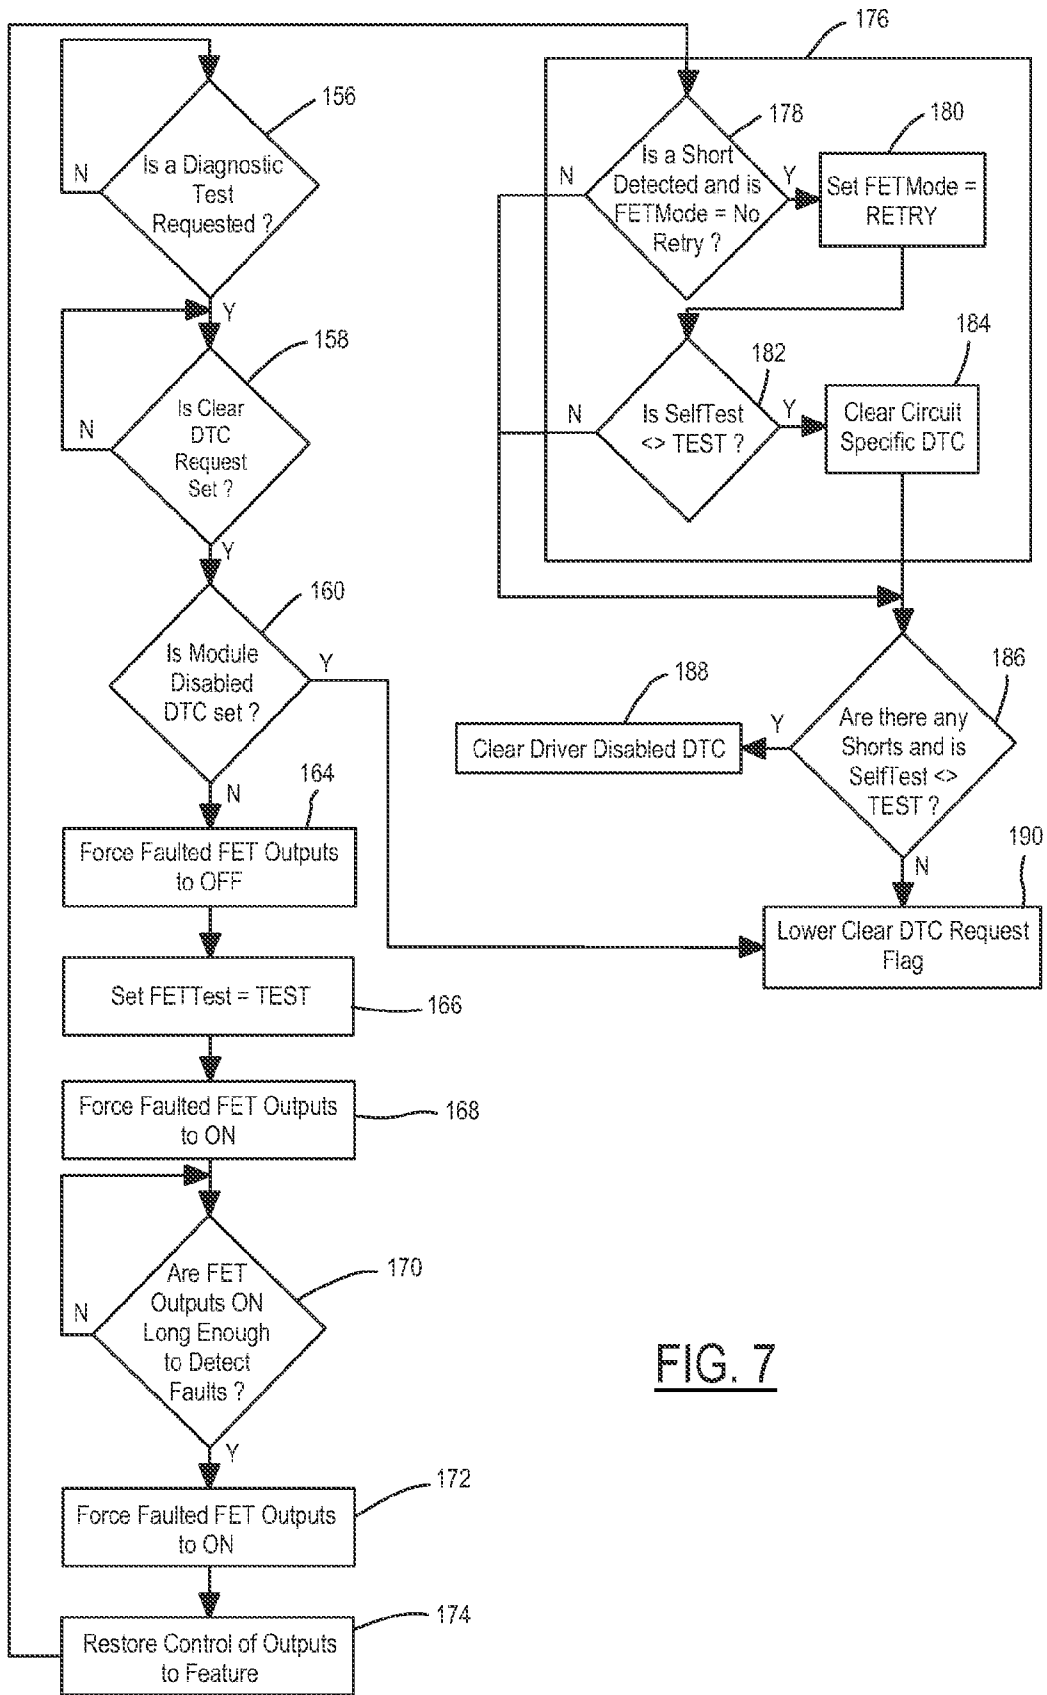 156
Is a Diagnostic
Test
Requested ?
N
Y
158
Is Clear
DTC
Request
Set ?
N
Y
160
Is Module
Disabled
DTC set ?
Y
N
164
Force Faulted FET Outputs
to OFF
Set FETTest = TEST
166
Force Faulted FET Outputs
to ON
168
Are FET
Outputs ON
Long Enough
to Detect
Faults ?
170
N
Y
172
Force Faulted FET Outputs
to ON
174
Restore Control of Outputs
to Feature
176
178
Is a Short
Detected and is
FETMode = No
Retry ?
N
Y
180
Set FETMode =
RETRY
182
Is SelfTest
<> TEST ?
N
Y
184
Clear Circuit
Specific DTC
186
Are there any
Shorts and is
SelfTest <>
TEST ?
Y
N
188
Clear Driver Disabled DTC
190
Lower Clear DTC Request
Flag
FIG. 7